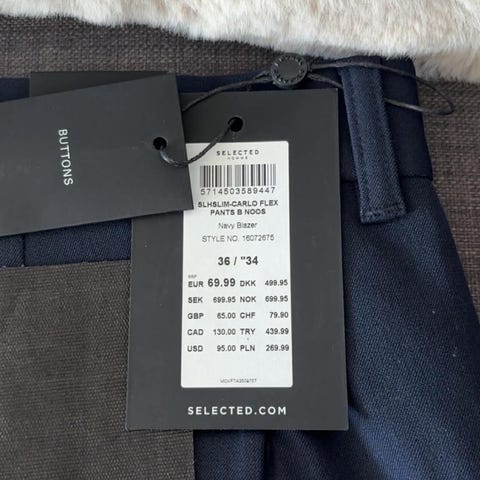 BUTTONS
SELECTED
HOMME
5714503589447
SLHSLIM-CARLO FLEX
PANTS B NOOS
Navy Blazer
STYLE NO. 16072675
36 / "34
RRP
EUR 69.99 DKK 499.95
SEK 699.95 NOK 699.95
GBP 65.00 CHF 79.90
CAD 130.00 TRY 439.99
USD 95.00 PLN 269.99
SELECTED.COM